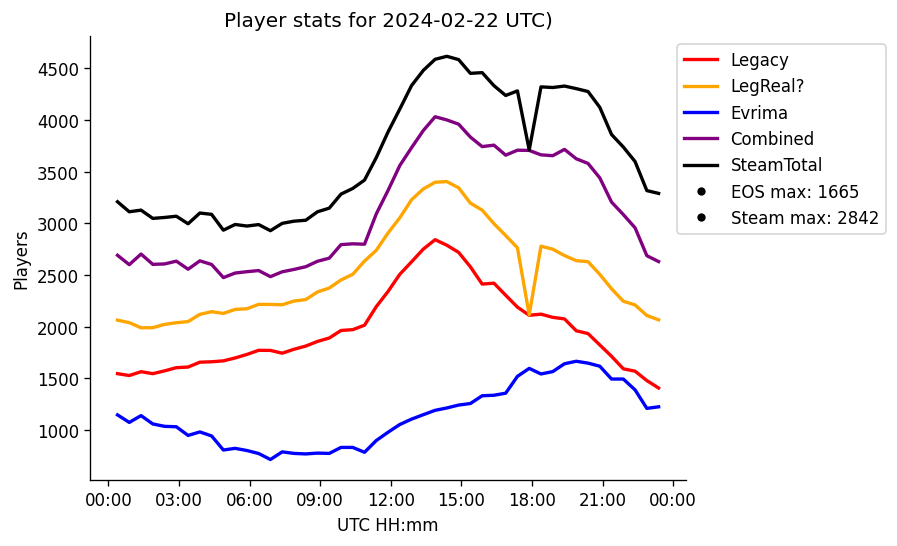 Player stats for 2024-02-22 UTC)
Legacy
LegReal?
Evrima
Combined
SteamTotal
EOS max: 1665
Steam max: 2842
Players
4500
4000
3500
3000
2500
2000
1500
1000
00:00 03:00 06:00 09:00 12:00 15:00 18:00 21:00 00:00
UTC HH:mm